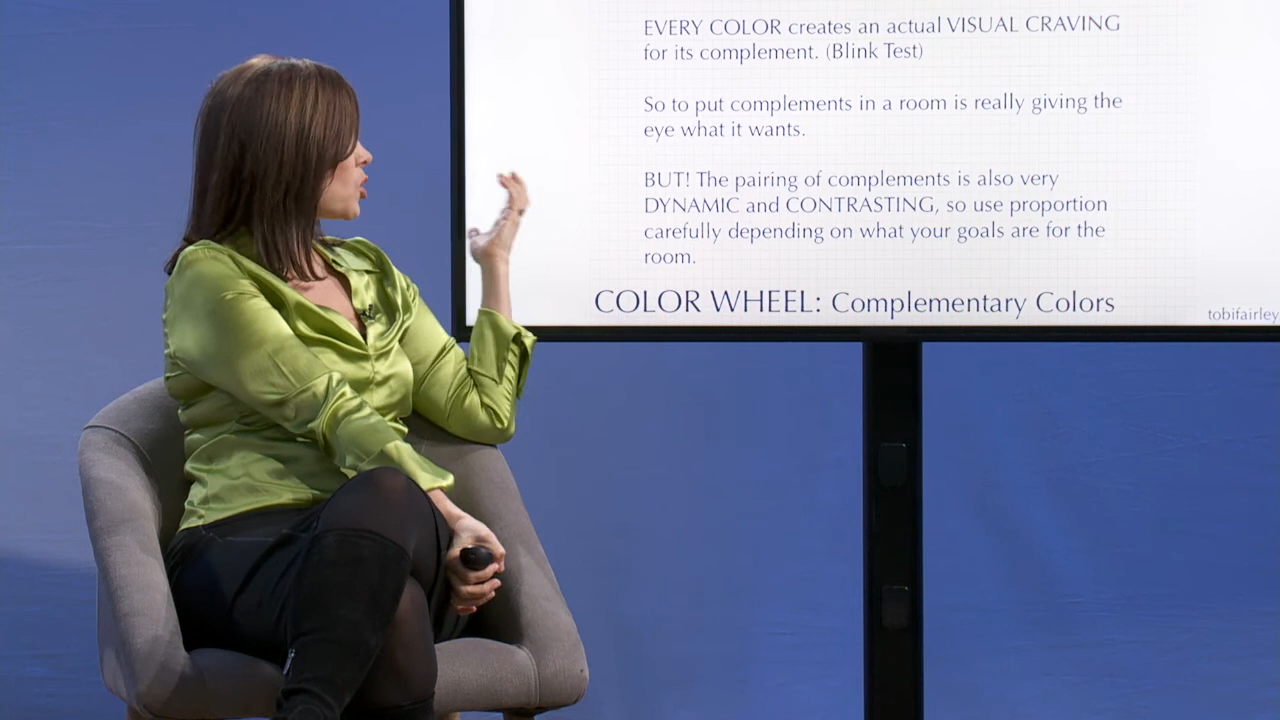 EVERY COLOR creates an actual VISUAL CRAVING
for its complement. (Blink Test)
So to put complements in a room is really giving the
eye what it wants.
BUT! The pairing of complements is also very
DYNAMIC and CONTRASTING, so use proportion
carefully depending on what your goals are for the
room.
COLOR WHEEL: Complementary Colors
tobifairley